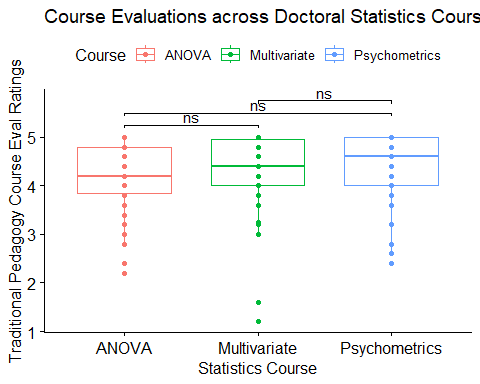 Course Evaluations across Doctoral Statistics Cours
Course ANOVA Multivariate Psychometrics
Traditional Pedagogy Course Eval Ratings
ns
ns
ns
5
4
3
2
1
ANOVA Multivariate Psychometrics
Statistics Course